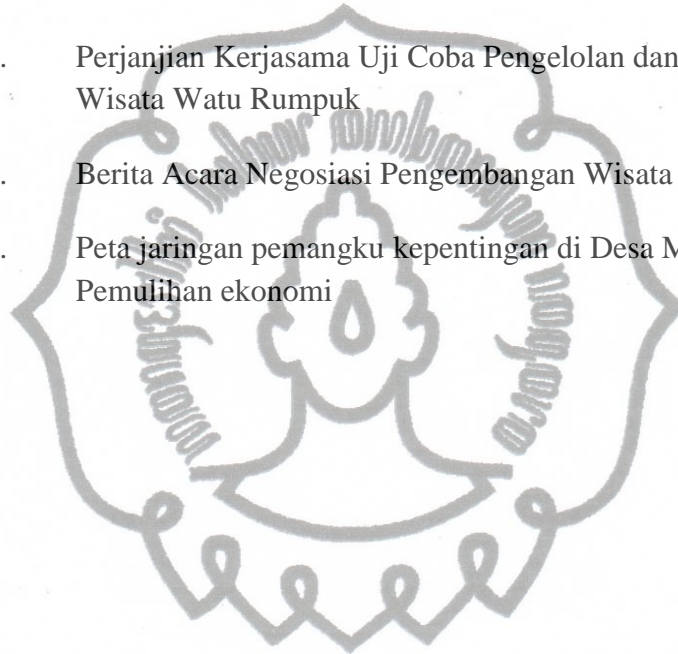 . Perjanjian Kerjasama Uji Coba Pengelolan dan
Wisata Watu Rumpuk
. Berita Acara Negosiasi Pengembangan Wisata
. Peta jaringan pemangku kepentingan di Desa M
Pemulihan ekonomi